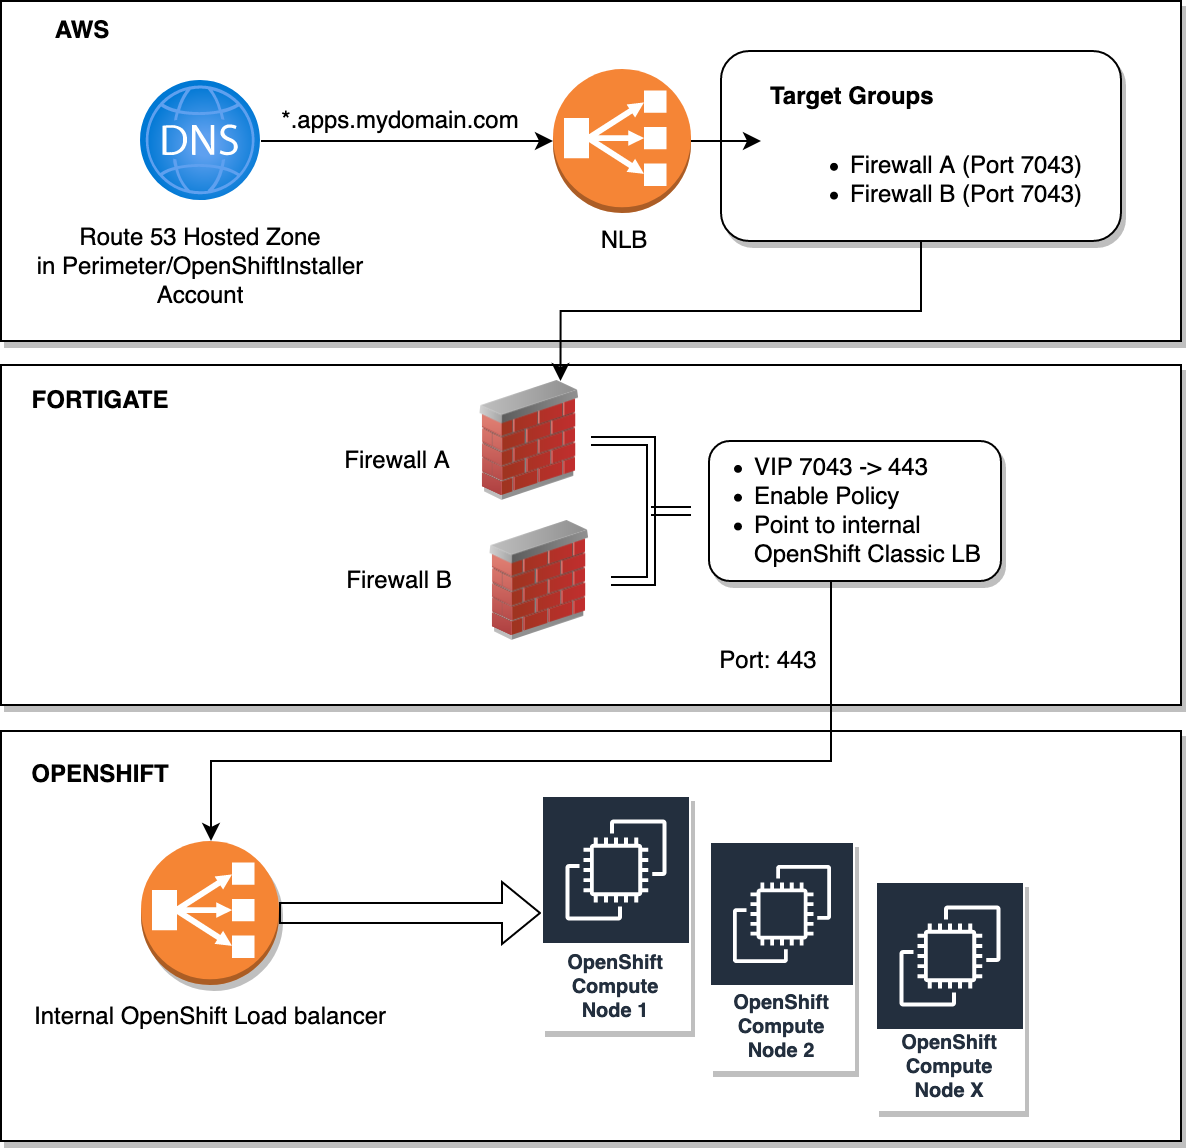 AWS
DNS
*.apps.mydomain.com
Target Groups
• Firewall A (Port 7043)
• Firewall B (Port 7043)
Route 53 Hosted Zone
in Perimeter/OpenShiftInstaller
Account
NLB
FORTIGATE
Firewall A
Firewall B
• VIP 7043 -> 443
• Enable Policy
• Point to internal
OpenShift Classic LB
Port: 443
OPENSHIFT
Internal OpenShift Load balancer
OpenShift
Compute
Node 1
OpenShift
Compute
Node 2
OpenShift
Compute
Node X